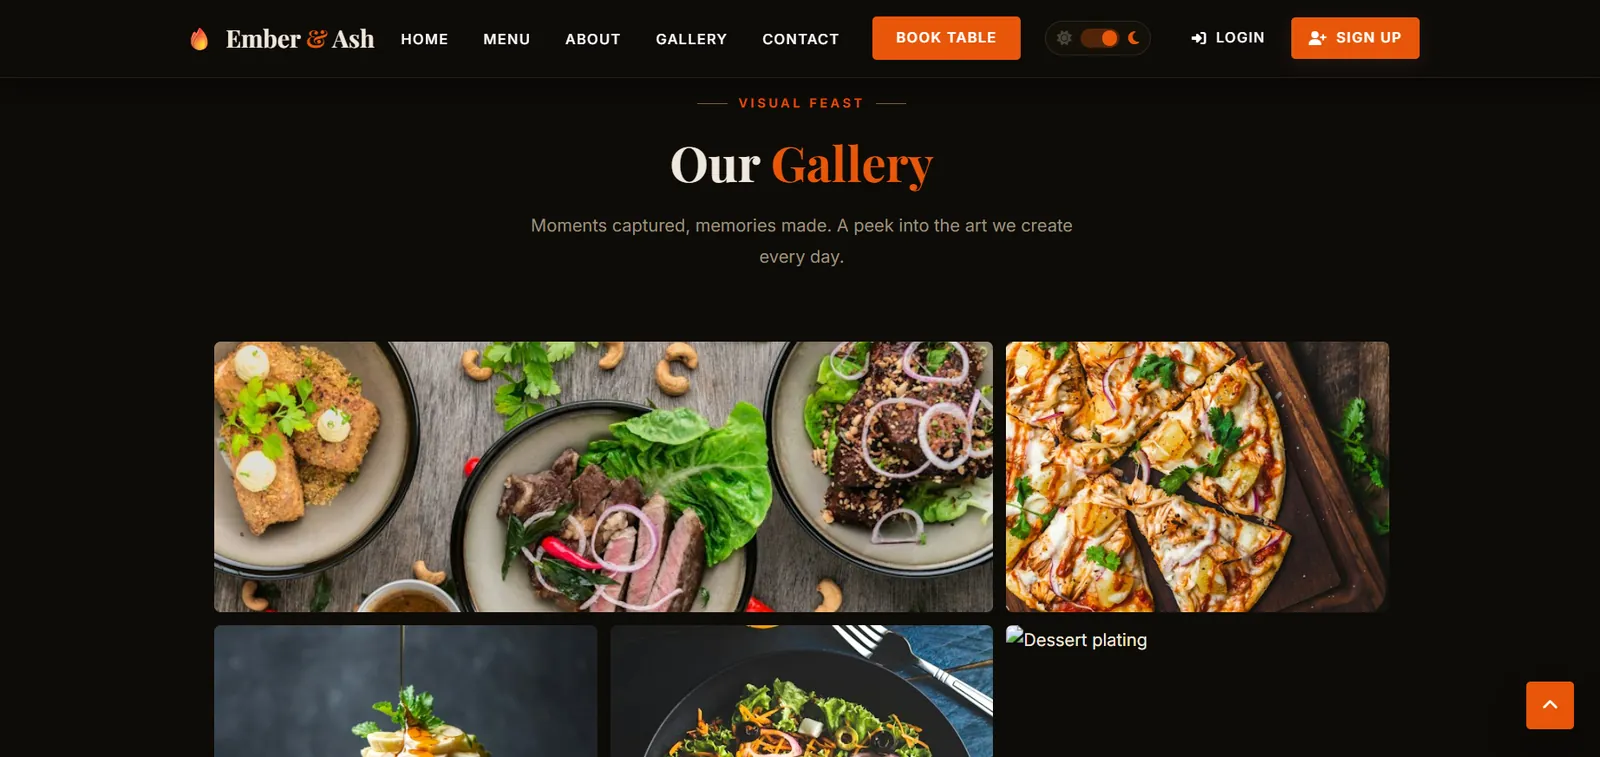 Ember & Ash
HOME
MENU
ABOUT
GALLERY
CONTACT
BOOK TABLE
LOGIN
SIGN UP
VISUAL FEAST
Our Gallery
Moments captured, memories made. A peek into the art we create
every day.
Dessert plating